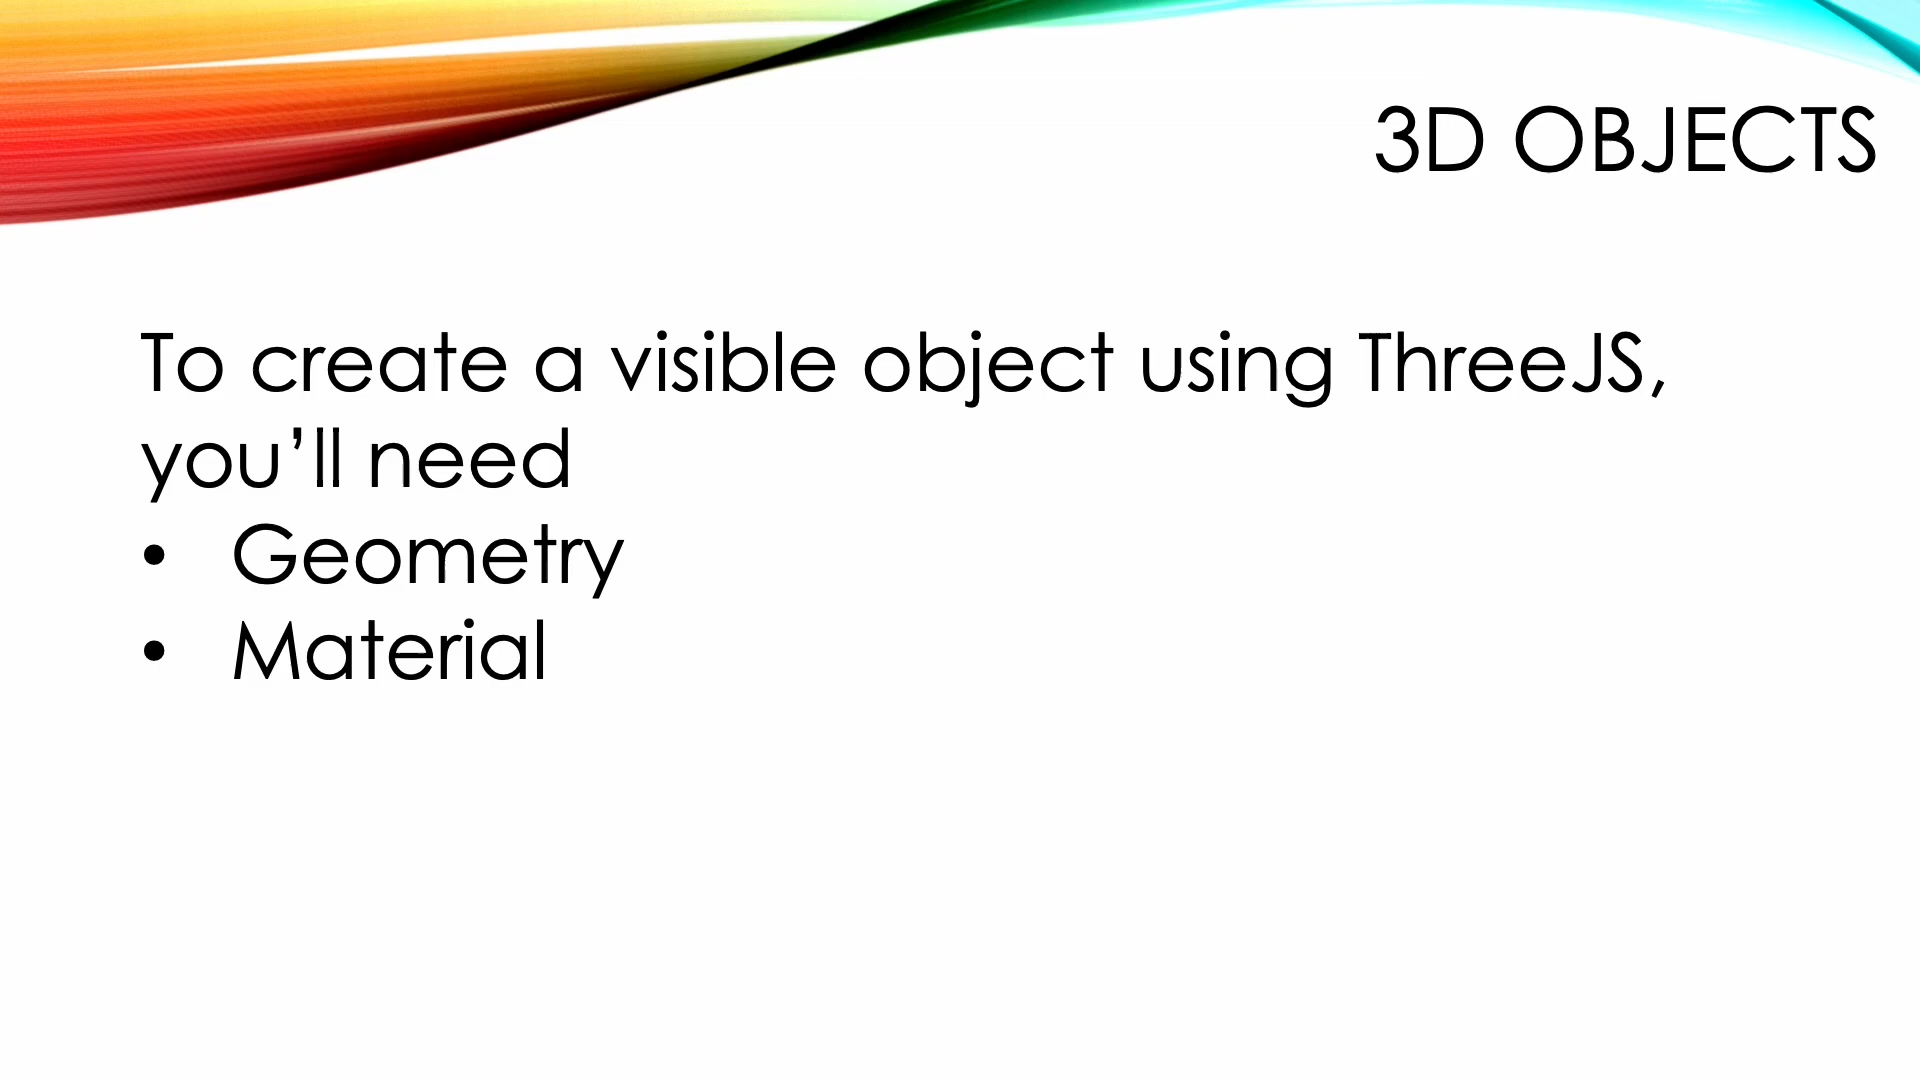 3D OBJECTS
To create a visible object using ThreeJS,
you’ll need
• Geometry
• Material